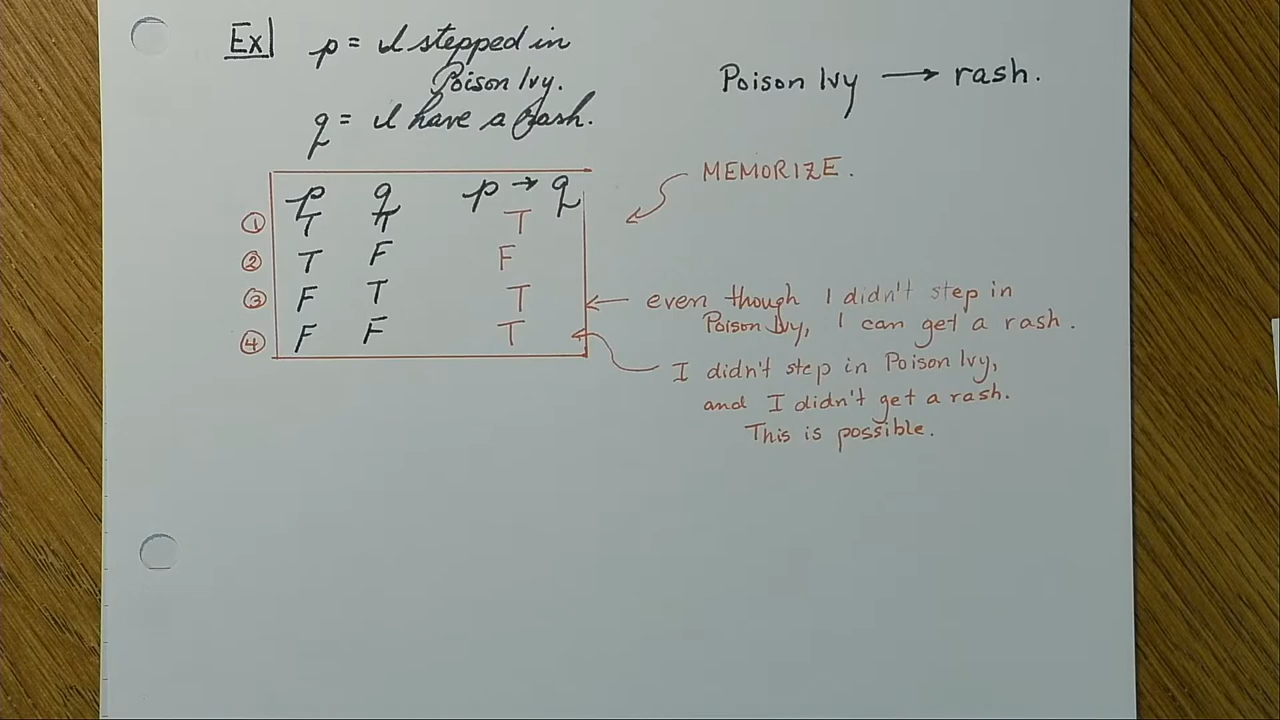 Ex1 p = I stepped in
Poison Ivy.
q = I have a Rash.
Poison Ivy → rash.
MEMORIZE.
p q p → q
① T T T
② T F F
③ F T T
④ F F T
even though I didn't step in
Poison Ivy, I can get a rash.
I didn't step in Poison Ivy,
and I didn't get a rash.
This is possible.